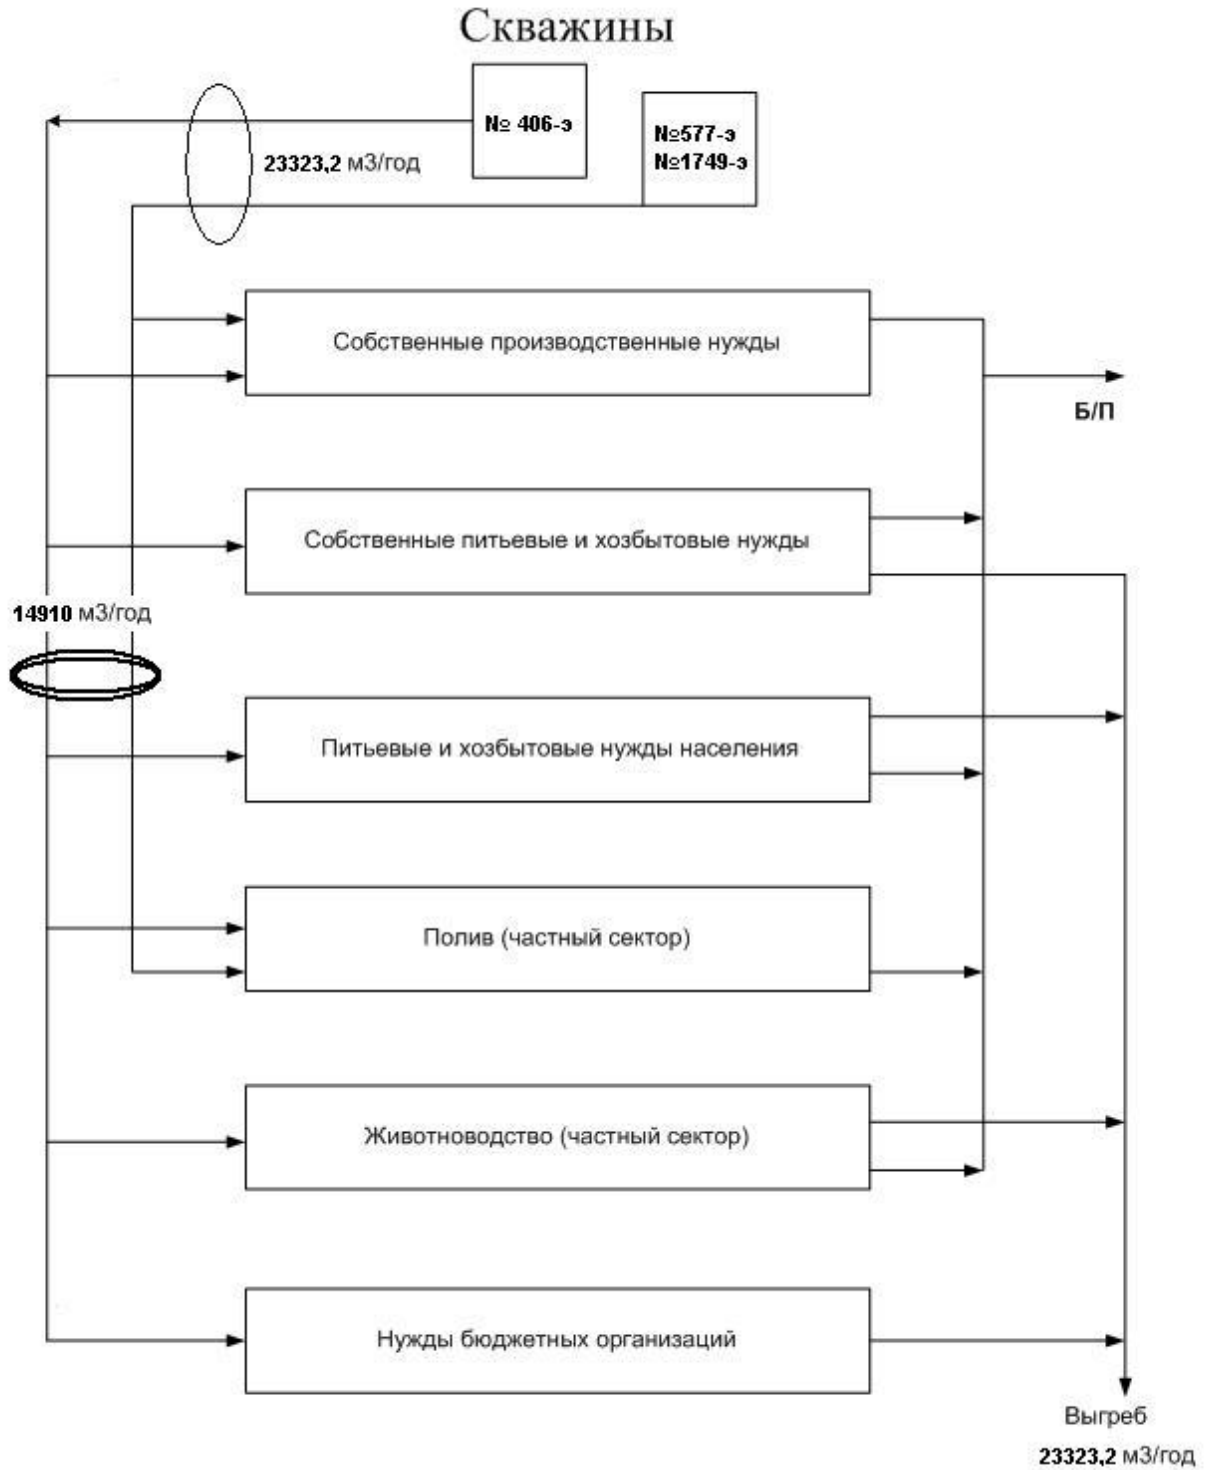 Скважины
№ 406-э
№577-э
№1749-э
23323,2 м3/год
Собственные производственные нужды
Б/П
Собственные питьевые и хозбытовые нужды
14910 м3/год
Питьевые и хозбытовые нужды населения
Полив (частный сектор)
Животноводство (частный сектор)
Нужды бюджетных организаций
Выгреб
23323,2 м3/год